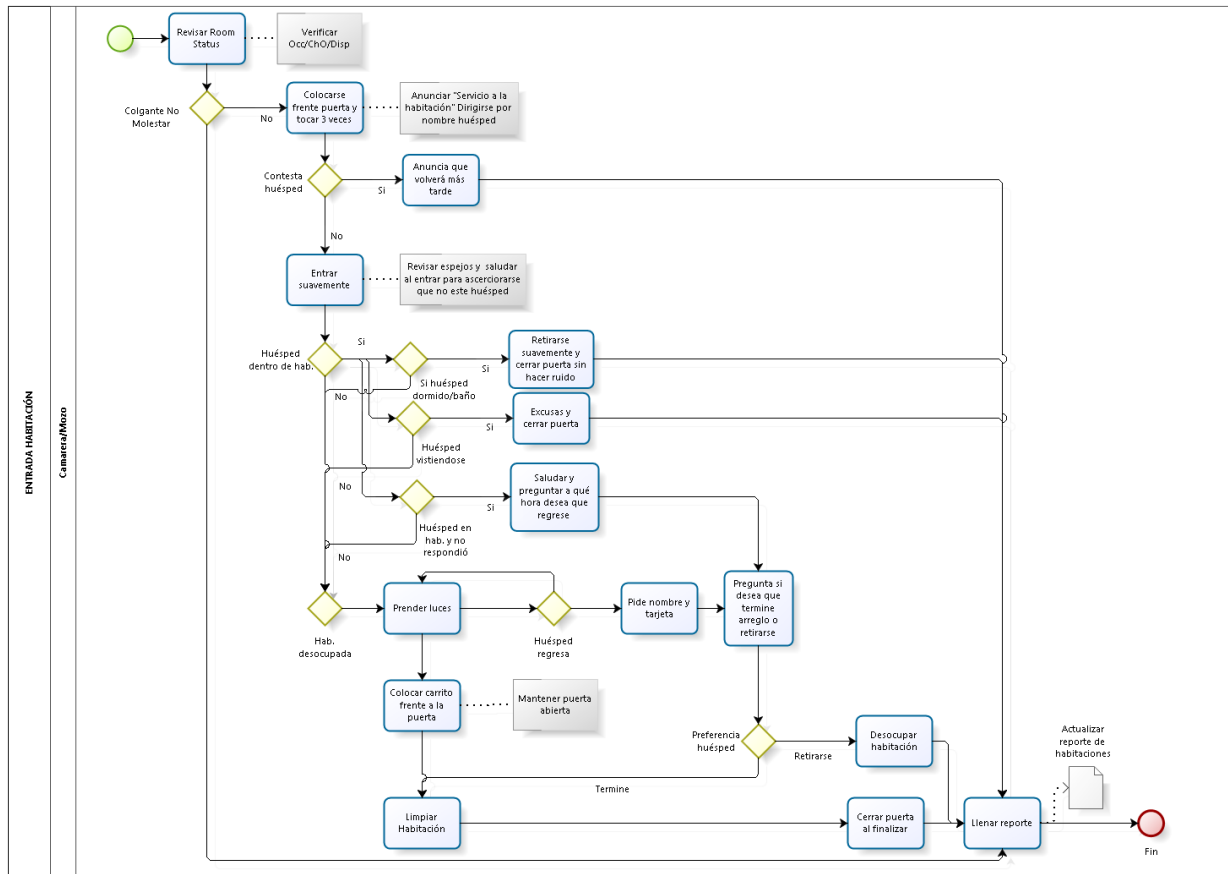 ENTRADA HABITACIÓN
Camarera/Mozo
Revisar Room
Status
Verificar
Occ/ChO/Disp
Colgante No
Molestar
No
Colocarse
frente puerta y
tocar 3 veces
Anunciar "Servicio a la
habitación" Dirigirse por
nombre huésped
Contesta
huésped
Si
Anuncia que
volverá más
tarde
No
Entrar
suavemente
Revisar espejos y saludar
al entrar para ascerciorarse
que no este huésped
Huésped
dentro de hab.
Si
No
Si huésped
dormido/baño
Si
Retirarse
suavemente y
cerrar puerta sin
hacer ruido
Huésped
vistiendose
Si
Excusas y
cerrar puerta
No
Huésped en
hab. y no
respondió
Si
Saludar y
preguntar a qué
hora desea que
regrese
No
Hab.
desocupada
Prender luces
Huésped
regresa
Pide nombre y
tarjeta
Pregunta si
desea que
termine
arreglo o
retirarse
Colocar carrito
frente a la
puerta
Mantener puerta
abierta
Preferencia
huésped
Retirarse
Desocupar
habitación
Actualizar
reporte de
habitaciones
Termine
Limpiar
Habitación
Cerrar puerta
al finalizar
Llenar reporte
Fin